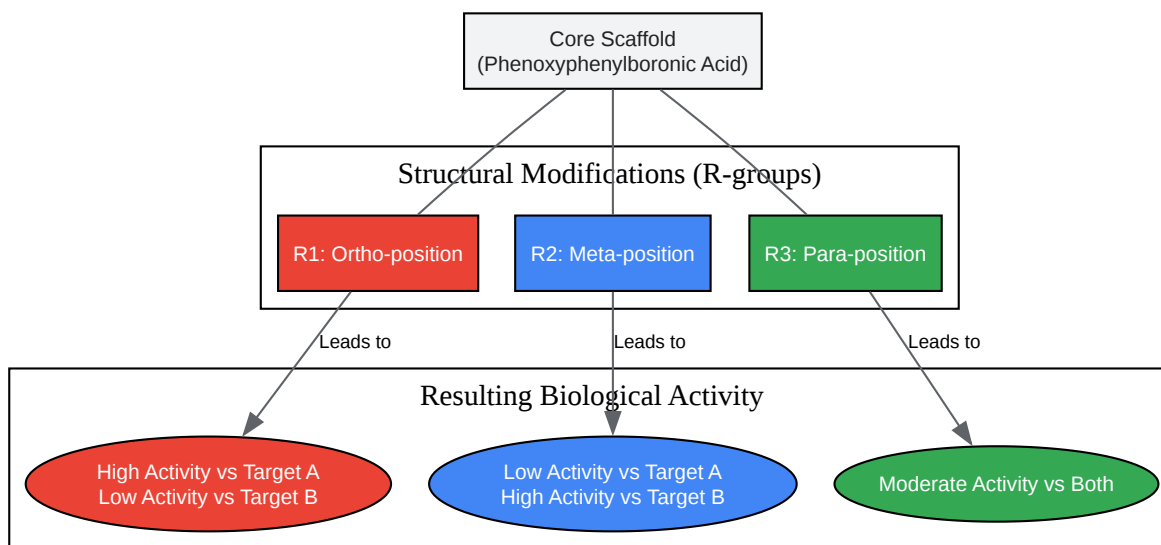 Core Scaffold
(Phenoxyphenylboronic Acid)
Structural Modifications (R-groups)
R1: Ortho-position
R2: Meta-position
R3: Para-position
Leads to
Leads to
Leads to
Resulting Biological Activity
High Activity vs Target A
Low Activity vs Target B
Low Activity vs Target A
High Activity vs Target B
Moderate Activity vs Both